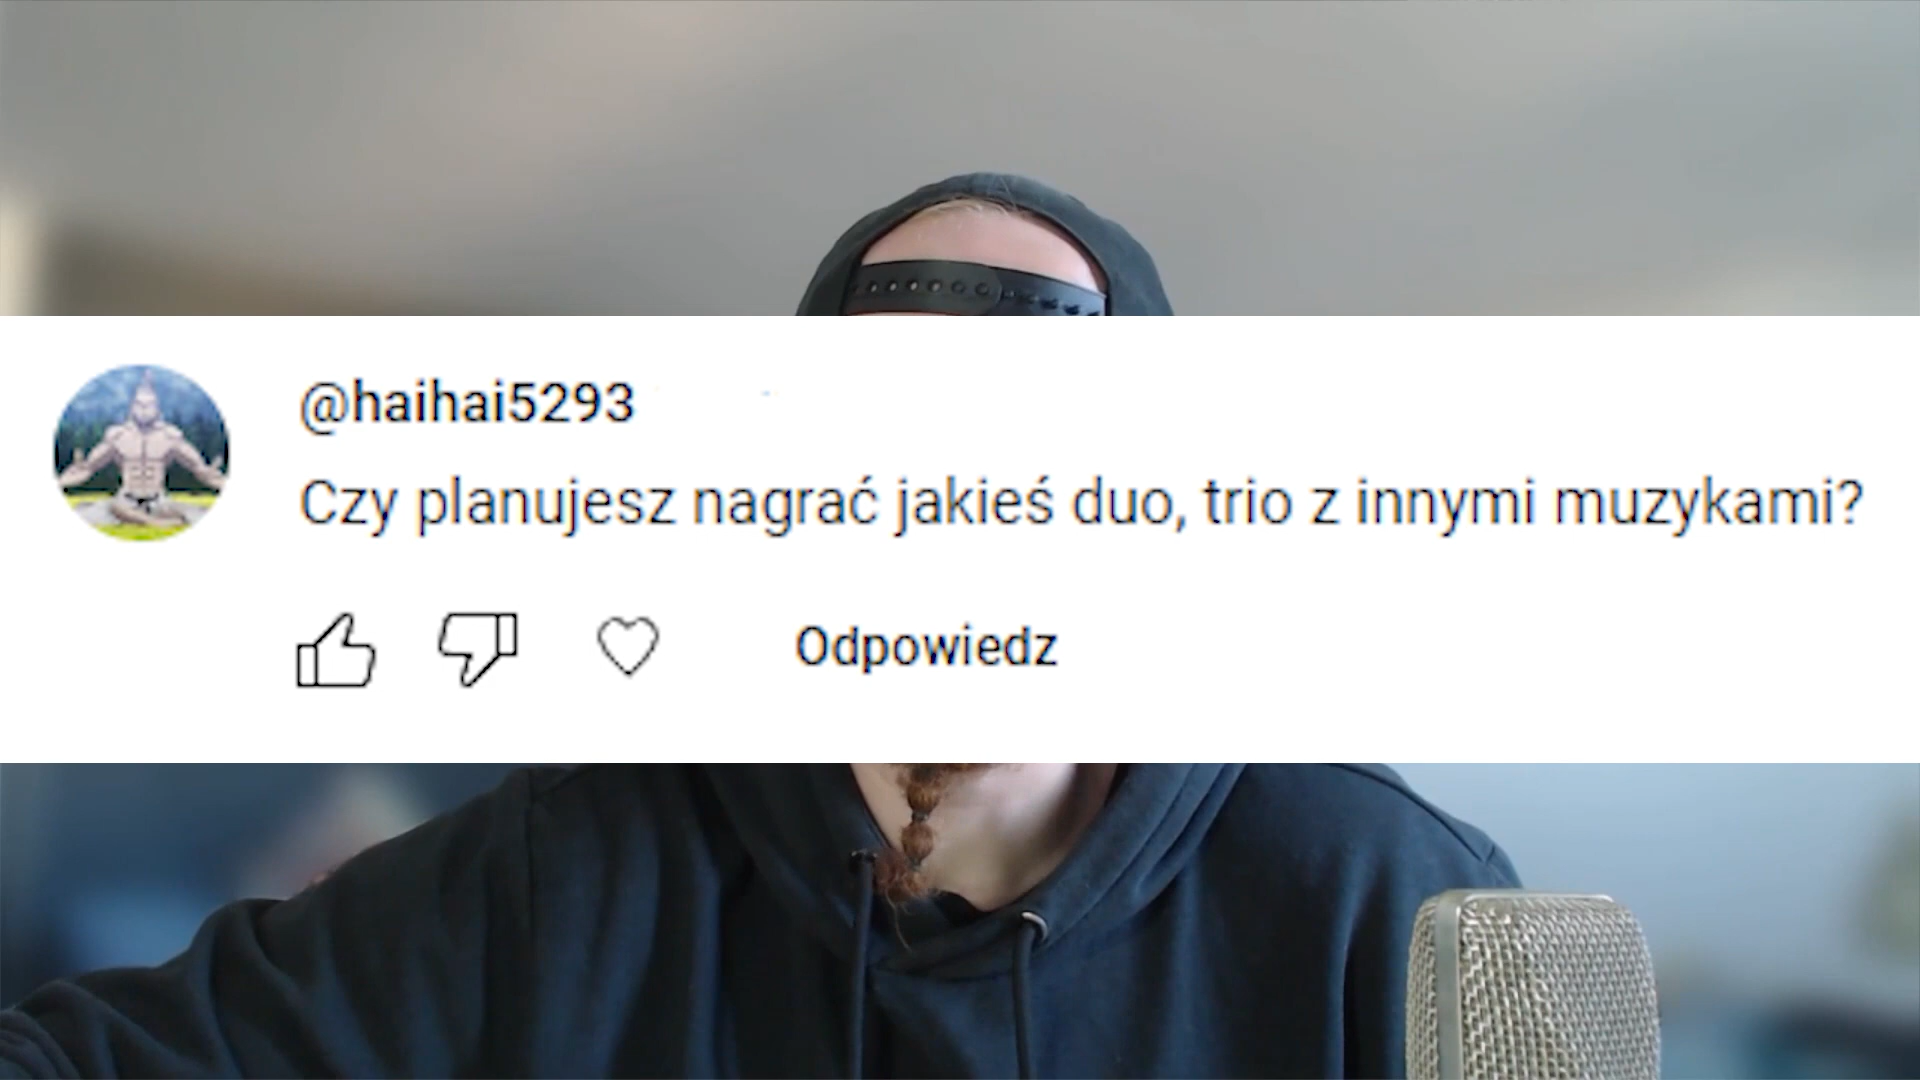 @haihai5293
Czy planujesz nagrać jakieś duo, trio z innymi muzykami?
Odpowiedz